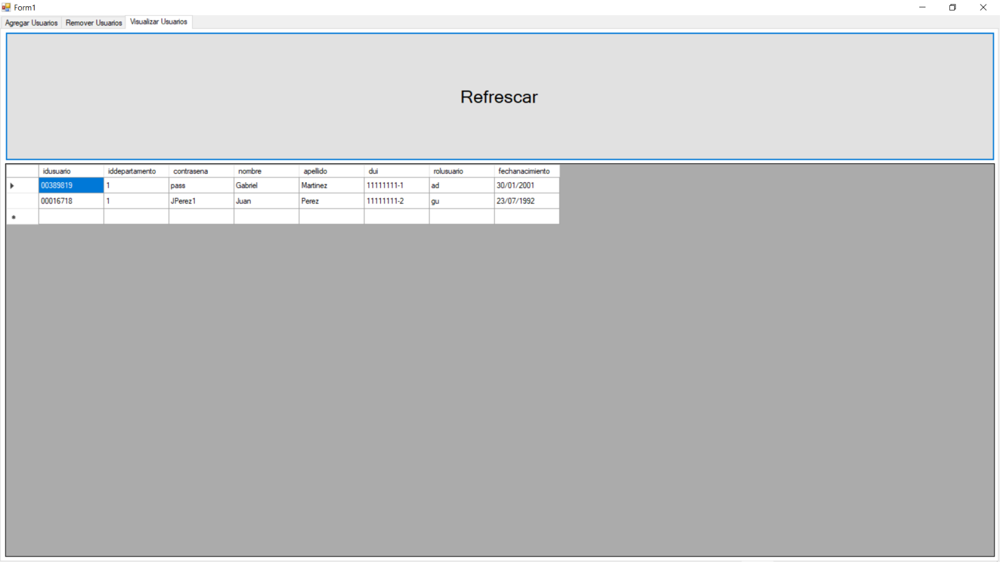 Form1
Agregar Usuarios Remover Usuarios Visualizar Usuarios
Refrescar
idusuario iddepartamento contrasena nombre apellido dui rolusuario fechanacimiento
00389819 1 pass Gabriel Martinez 11111111-1 ad 30/01/2001
00016718 1 JPerez1 Juan Perez 11111111-2 gu 23/07/1992